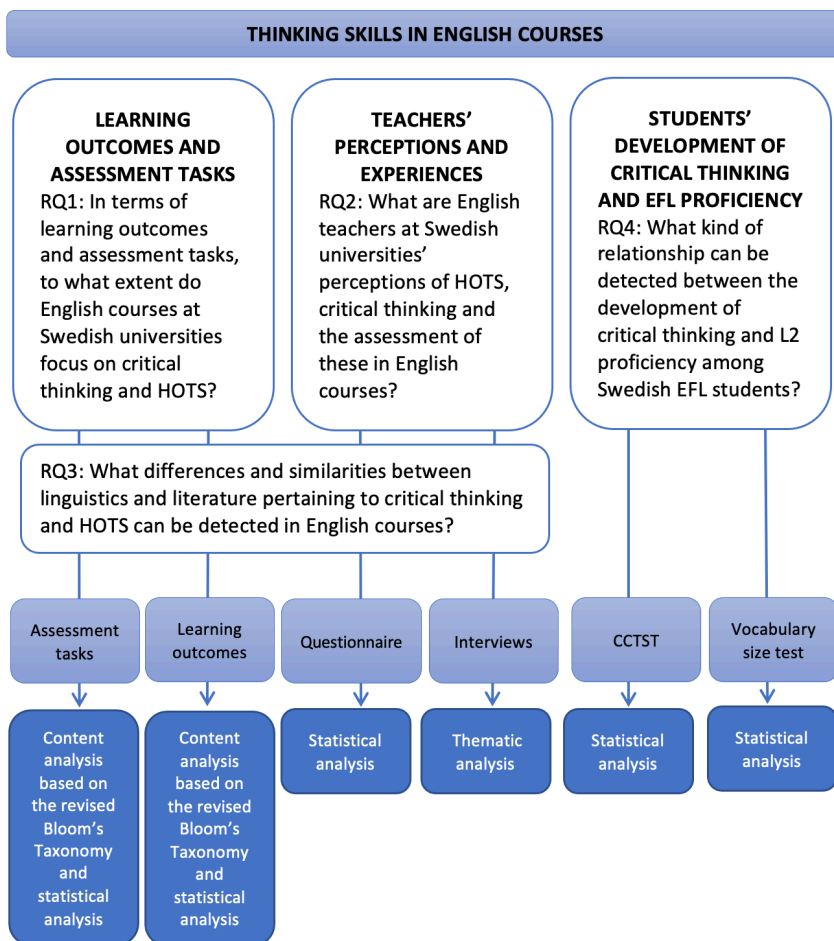 THINKING SKILLS IN ENGLISH COURSES
LEARNING
OUTCOMES AND
ASSESSMENT TASKS
RQ1: In terms of
learning outcomes
and assessment tasks,
to what extent do
English courses at
Swedish universities
focus on critical
thinking and HOTS?
TEACHERS’
PERCEPTIONS AND
EXPERIENCES
RQ2: What are English
teachers at Swedish
universities’
perceptions of HOTS,
critical thinking and
the assessment of
these in English
courses?
STUDENTS’
DEVELOPMENT OF
CRITICAL THINKING
AND EFL PROFICIENCY
RQ4: What kind of
relationship can be
detected between the
development of
critical thinking and L2
proficiency among
Swedish EFL students?
RQ3: What differences and similarities between
linguistics and literature pertaining to critical thinking
and HOTS can be detected in English courses?
Assessment
tasks
Learning
outcomes
Questionnaire
Interviews
CCTST
Vocabulary
size test
Content
analysis
based on
the revised
Bloom’s
Taxonomy
and
statistical
analysis
Content
analysis
based on
the revised
Bloom’s
Taxonomy
and
statistical
analysis
Statistical
analysis
Thematic
analysis
Statistical
analysis
Statistical
analysis